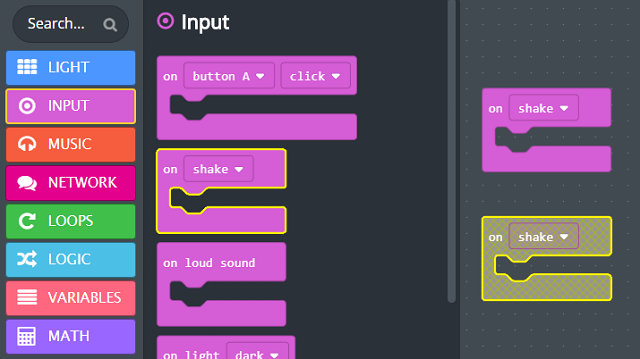 Search...
LIGHT
INPUT
MUSIC
NETWORK
LOOPS
LOGIC
VARIABLES
MATH
Input
on button A click
on shake
on loud sound
on light dark
on shake
on shake